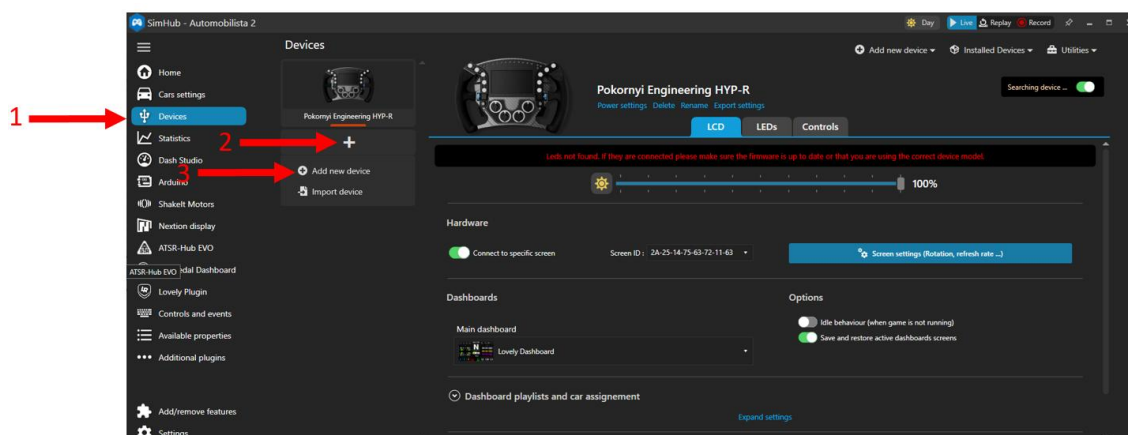 SimHub - Automobilista 2
Day
Live
Replay
Record
Home
Cars settings
Devices
Statistics
Dash Studio
Arduino
ShakeIt Motors
Nextion display
ATSR-Hub EVO
ATSR-Hub EVO
edal Dashboard
Lovely Plugin
Controls and events
Available properties
Additional plugins
Add/remove features
Settings
1
2
3
Devices
Pokornyi Engineering HYP-R
Add new device
Import device
Add new device
Installed Devices
Utilities
Pokornyi Engineering HYP-R
Power settings Delete Rename Export settings
Searching device ...
LCD LEDs Controls
Leds not found. If they are connected please make sure the firmware is up to date or that you are using the correct device model.
100%
Hardware
Connect to specific screen
Screen ID : 2A-25-14-75-63-72-11-63
Screen settings (Rotation, refresh rate ...)
Dashboards
Main dashboard
N
Lovely Dashboard
Options
Idle behaviour (when game is not running)
Save and restore active dashboards screens
Dashboard playlists and car assignement
Expand settings